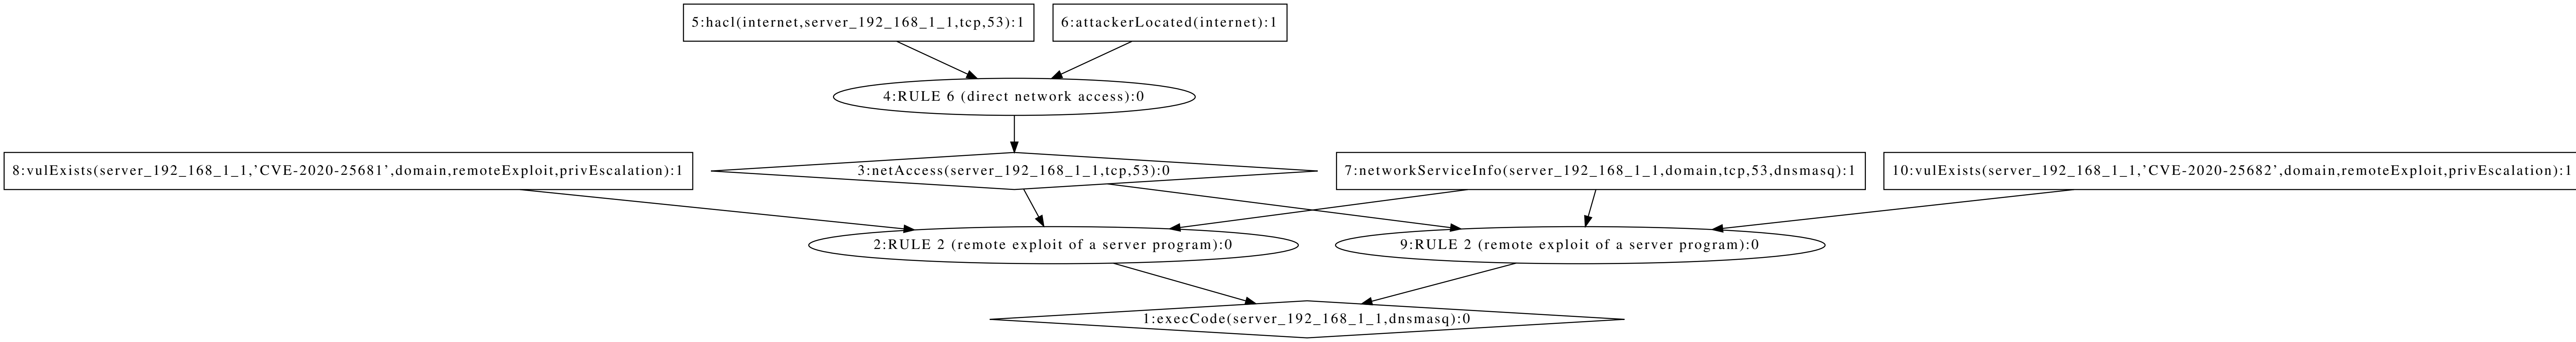 5:hacl(internet,server_192_168_1_1,tcp,53):1
6:attackerLocated(internet):1
4:RULE 6 (direct network access):0
8:vulExists(server_192_168_1_1,'CVE-2020-25681',domain,remoteExploit,privEscalation):1
3:netAccess(server_192_168_1_1,tcp,53):0
7:networkServiceInfo(server_192_168_1_1,domain,tcp,53,dnsmasq):1
10:vulExists(server_192_168_1_1,'CVE-2020-25682',domain,remoteExploit,privEscalation):1
2:RULE 2 (remote exploit of a server program):0
9:RULE 2 (remote exploit of a server program):0
1:execCode(server_192_168_1_1,dnsmasq):0